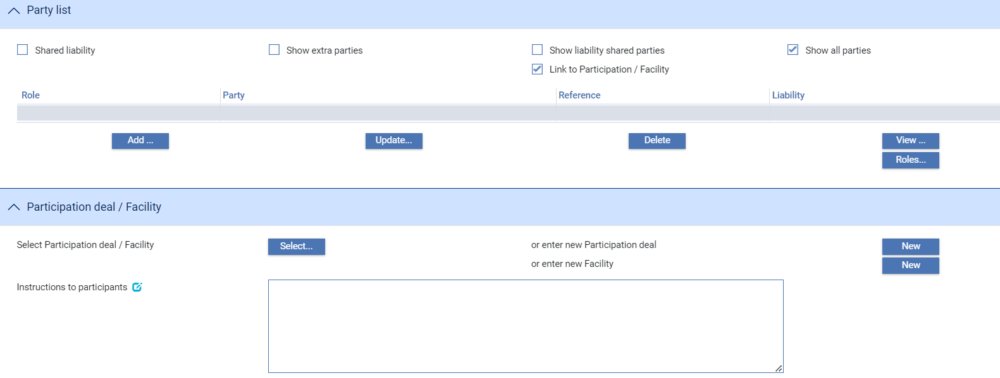 Party list
Shared liability
Show extra parties
Show liability shared parties
Show all parties
Link to Participation / Facility
Role Party Reference Liability
Add ... Update... Delete View ...
Roles...
Participation deal / Facility
Select Participation deal / Facility Select... or enter new Participation deal New
or enter new Facility New
Instructions to participants